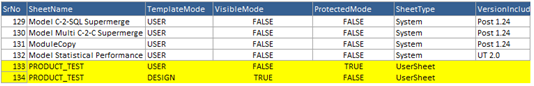 SrNo SheetName TemplateMode VisibleMode ProtectedMode SheetType VersionInclud
129 Model C-2-SQL Supermerge USER FALSE FALSE System Post 1.24
130 Model Multi C-2-C Supermerge USER FALSE FALSE System Post 1.24
131 ModuleCopy USER FALSE FALSE System Post 1.24
132 Model Statistical Performance USER FALSE FALSE System UT 2.0
133 PRODUCT_TEST USER FALSE TRUE UserSheet
134 PRODUCT_TEST DESIGN TRUE FALSE UserSheet